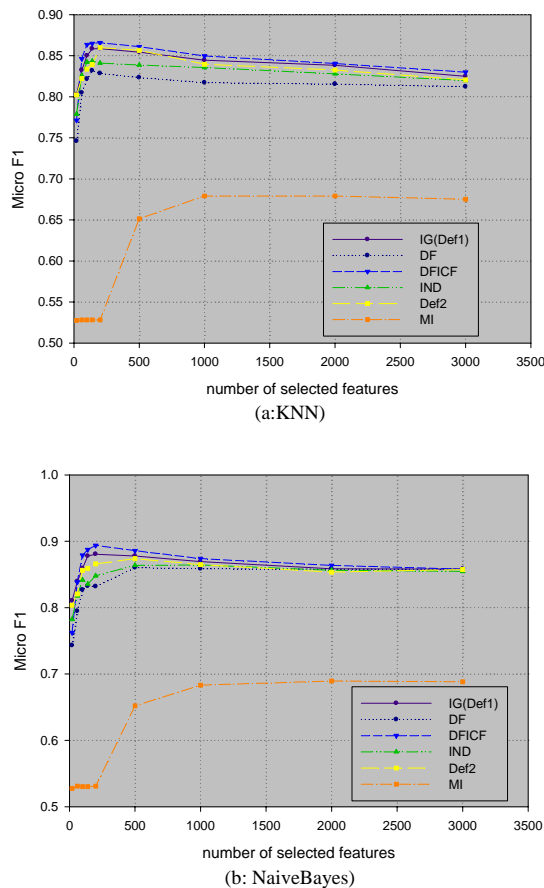 0.90
0.85
0.80
0.75
0.70
0.65
0.60
0.55
0.50
Micro F1
IG(Def1)
DF
DFICF
IND
Def2
MI
0 500 1000 1500 2000 2500 3000 3500
number of selected features
(a:KNN)
1.0
0.9
0.8
0.7
0.6
0.5
Micro F1
IG(Def1)
DF
DFICF
IND
Def2
MI
0 500 1000 1500 2000 2500 3000 3500
number of selected features
(b: NaiveBayes)